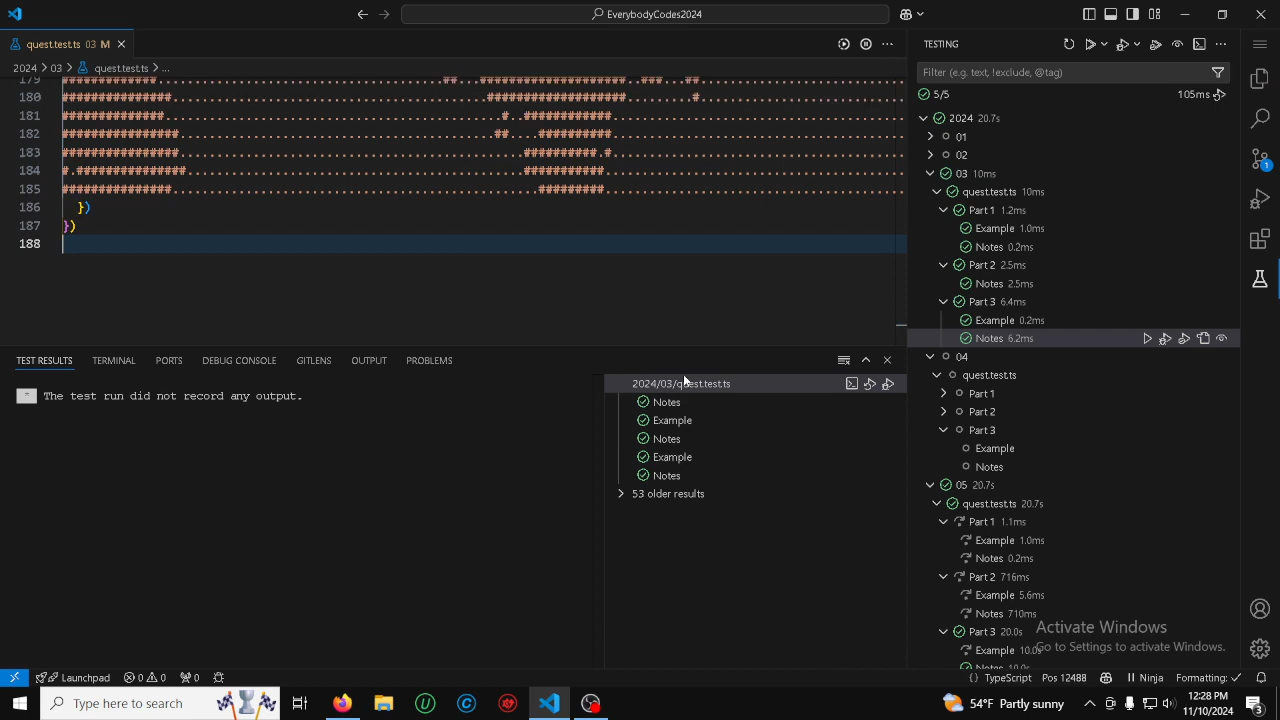 EverybodyCodes2024
quest.test.ts 03 M
2024 > 03 > quest.test.ts > ...
180
181
182
183
184
185
186 })
187 })
188
TESTING
Filter (e.g. text, !exclude, @tag)
5/5 105ms
2024 20.7s
01
02
03 10ms
quest.test.ts 10ms
Part 1 1.2ms
Example 1.0ms
Notes 0.2ms
Part 2 2.5ms
Notes 2.5ms
Part 3 6.4ms
Example 0.2ms
Notes 6.2ms
04
quest.test.ts
Part 1
Part 2
Part 3
Example
Notes
05 20.7s
quest.test.ts 20.7s
Part 1 1.1ms
Example 1.0ms
Notes 0.2ms
Part 2 716ms
Example 5.6ms
Notes 710ms
Part 3 20.0s
Example 10.0s
Notes 10.0s
TEST RESULTS TERMINAL PORTS DEBUG CONSOLE GITLENS OUTPUT PROBLEMS
The test run did not record any output.
2024/03/quest.test.ts
Notes
Example
Notes
Example
Notes
53 older results
Activate Windows
Go to Settings to activate Windows.
Launchpad 0 0 0 TypeScript Pos 12488 Ninja Formatting:
Type here to search
54°F Partly sunny
12:28 PM
11/10/2024
3